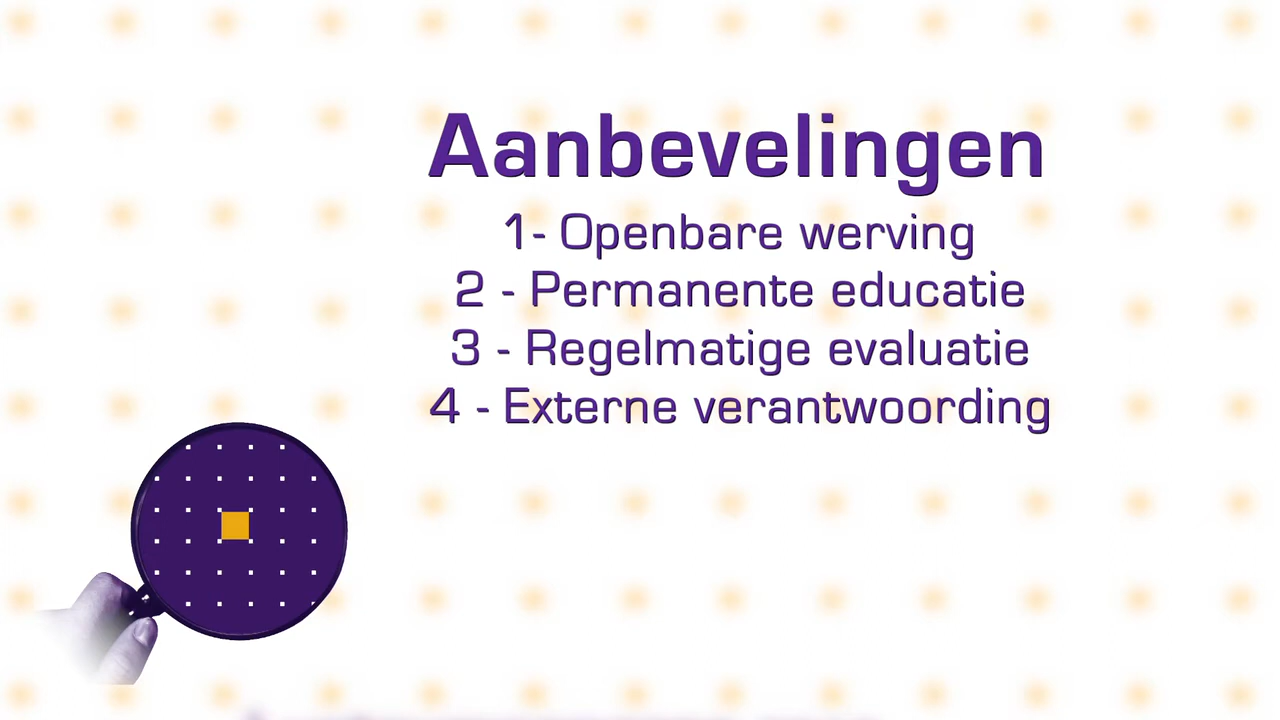 Aanbevelingen
1- Openbare werving
2 - Permanente educatie
3 - Regelmatige evaluatie
4 - Externe verantwoording